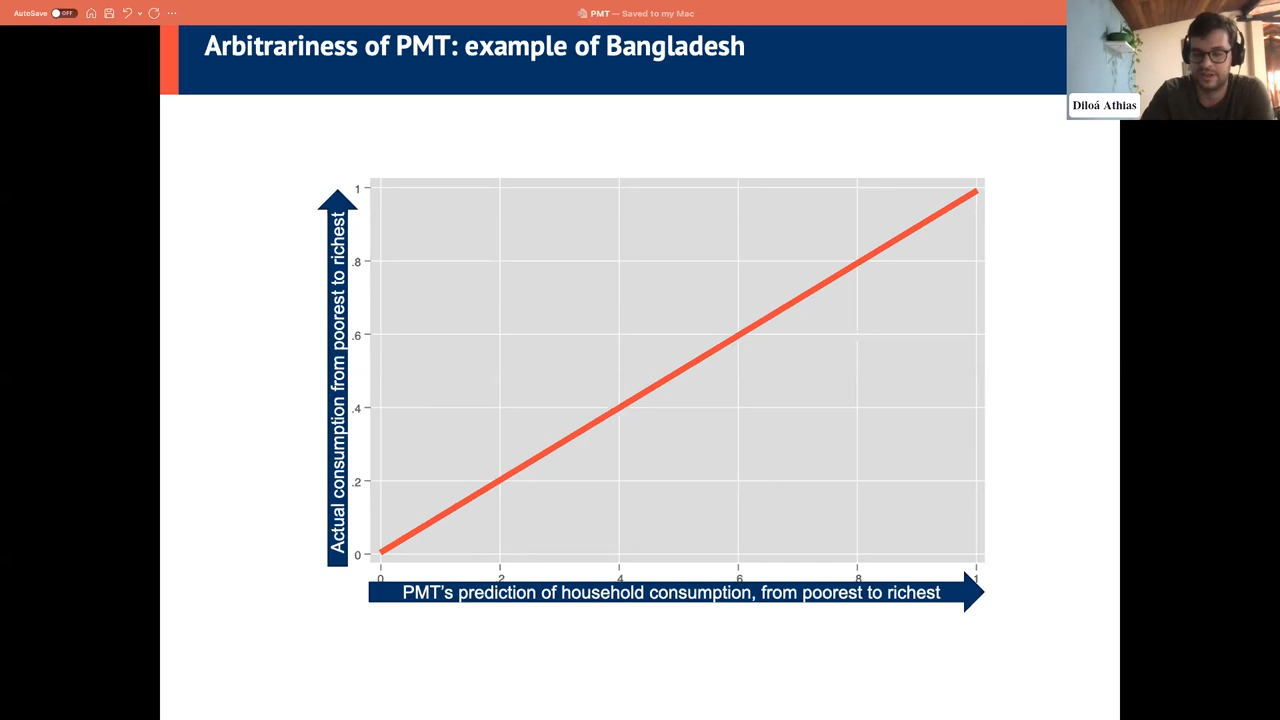 AutoSave OFF
PMT — Saved to my Mac
Arbitrariness of PMT: example of Bangladesh
Diloá Athias
Actual consumption from poorest to richest
1
.8
.6
.4
.2
0
0 .2 .4 .6 .8 1
PMT's prediction of household consumption, from poorest to richest